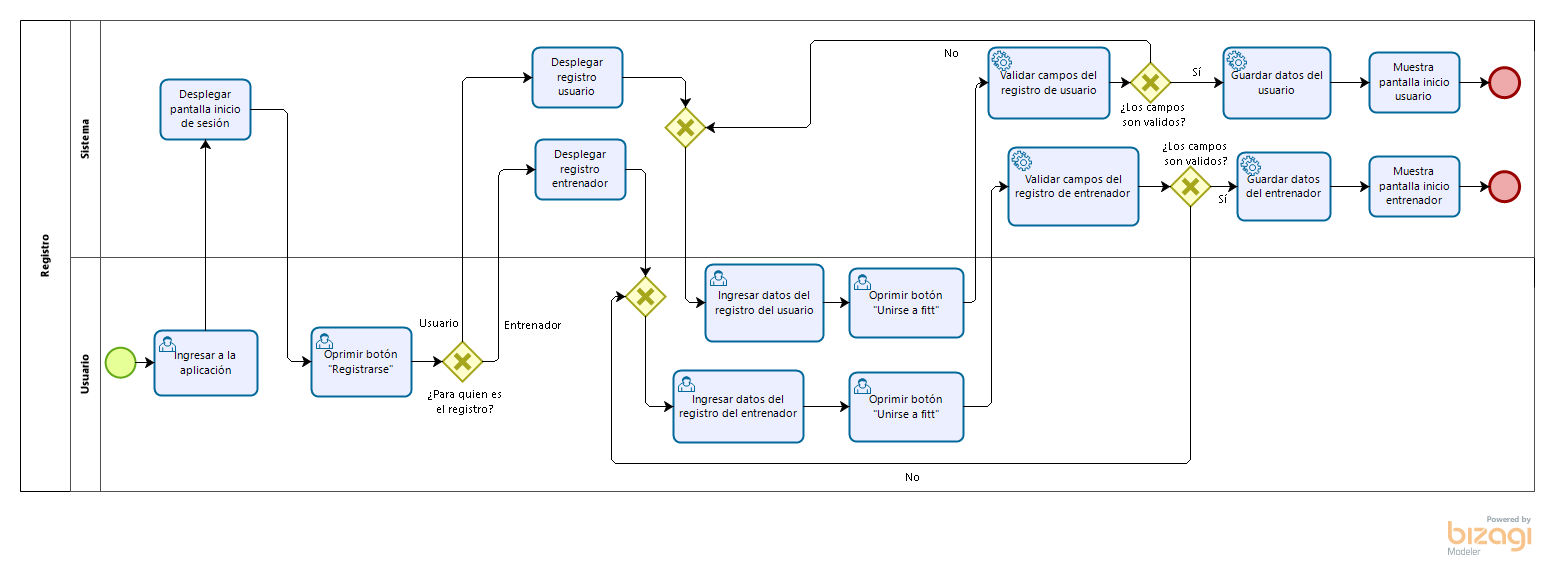 Registro
Sistema
Usuario
Desplegar
pantalla inicio
de sesión
Desplegar
registro
usuario
Desplegar
registro
entrenador
No
Validar campos del
registro de usuario
¿Los campos
son validos?
Sí
Guardar datos del
usuario
Muestra
pantalla inicio
usuario
Validar campos del
registro de entrenador
¿Los campos
son validos?
Sí
Guardar datos
del entrenador
Muestra
pantalla inicio
entrenador
Ingresar a la
aplicación
Oprimir botón
"Registrarse"
Usuario
Entrenador
¿Para quien es
el registro?
Ingresar datos del
registro del usuario
Oprimir botón
"Unirse a fitt"
Ingresar datos del
registro del entrenador
Oprimir botón
"Unirse a fitt"
No
Powered by
bizagi
Modeler